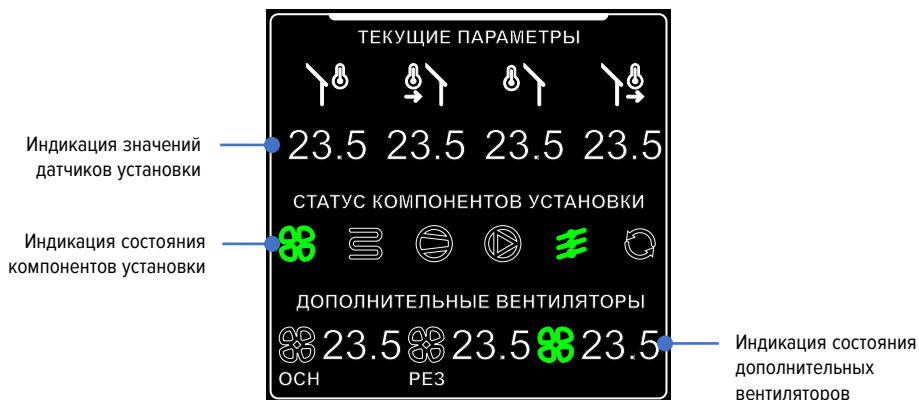 ТЕКУЩИЕ ПАРАМЕТРЫ
23.5 23.5 23.5 23.5
Индикация значений
датчиков установки
СТАТУС КОМПОНЕНТОВ УСТАНОВКИ
Индикация состояния
компонентов установки
ДОПОЛНИТЕЛЬНЫЕ ВЕНТИЛЯТОРЫ
23.5 23.5 23.5
ОСН РЕЗ
Индикация состояния
дополнительных
вентиляторов